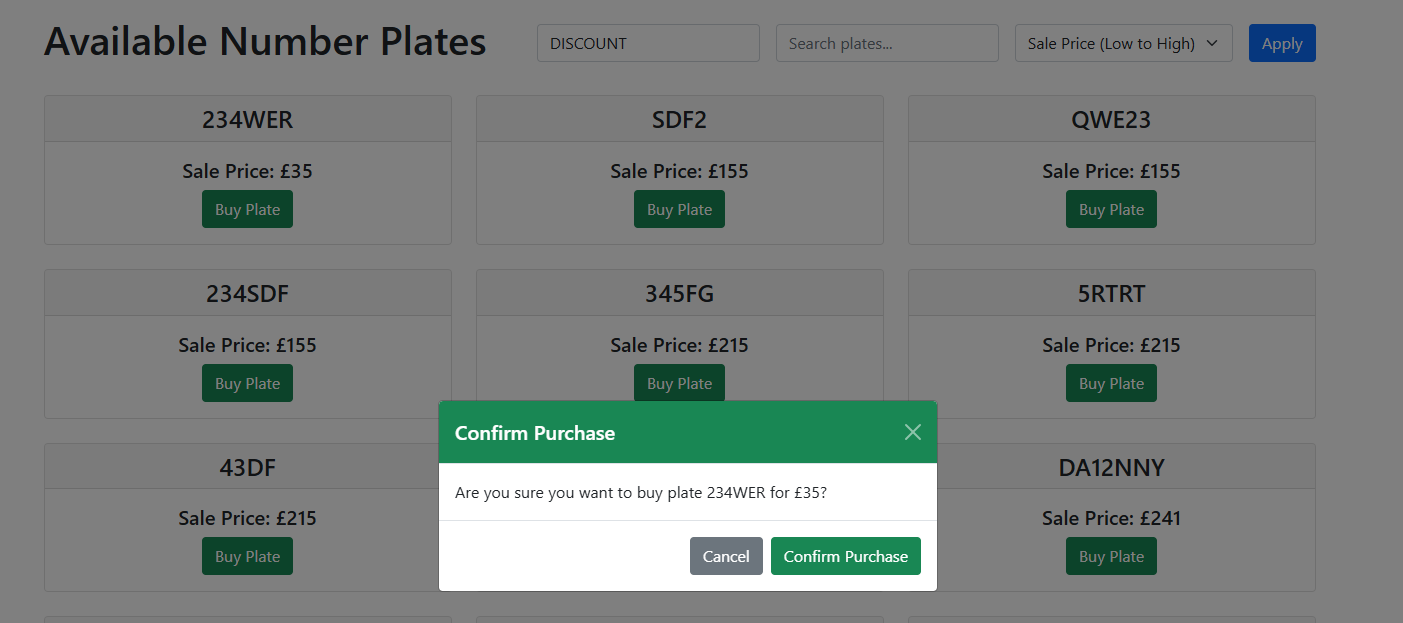 Available Number Plates
DISCOUNT
Search plates...
Sale Price (Low to High)
Apply
234WER
Sale Price: £35
Buy Plate
SDF2
Sale Price: £155
Buy Plate
QWE23
Sale Price: £155
Buy Plate
234SDF
Sale Price: £155
Buy Plate
345FG
Sale Price: £215
Buy Plate
5RTRT
Sale Price: £215
Buy Plate
43DF
Sale Price: £215
Buy Plate
DA12NNY
Sale Price: £241
Buy Plate
Confirm Purchase
Are you sure you want to buy plate 234WER for £35?
Cancel
Confirm Purchase